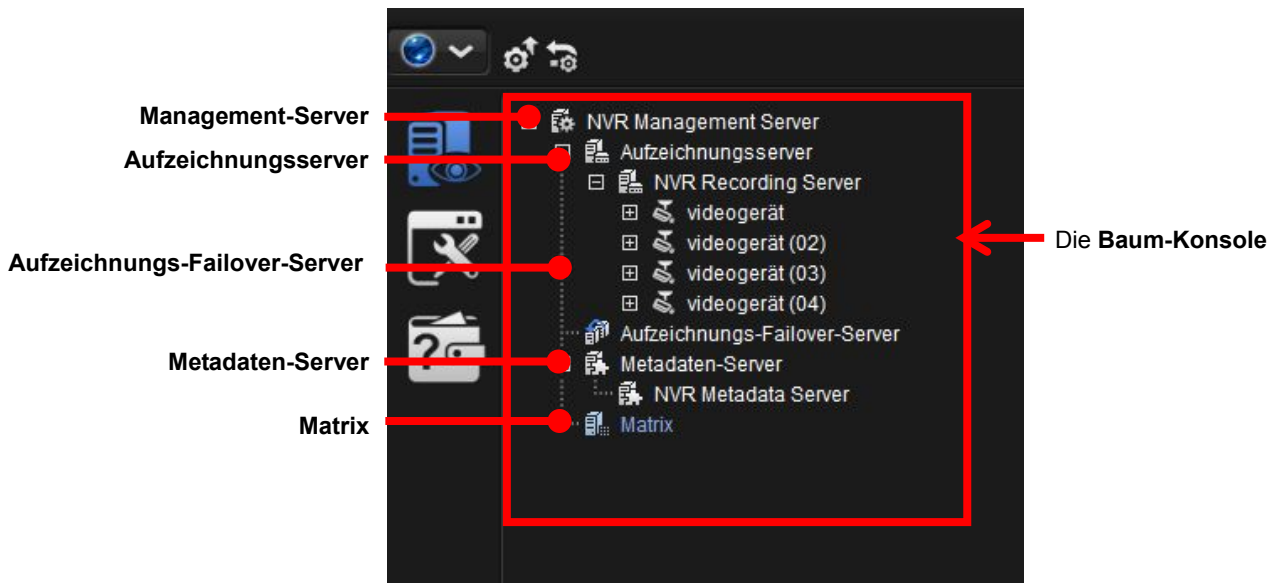 Management-Server
Aufzeichnungsserver
Aufzeichnungs-Failover-Server
Metadaten-Server
Matrix
NVR Management Server
Aufzeichnungsserver
NVR Recording Server
videogerät
videogerät (02)
videogerät (03)
videogerät (04)
Aufzeichnungs-Failover-Server
Metadaten-Server
NVR Metadata Server
Matrix
Die Baum-Konsole